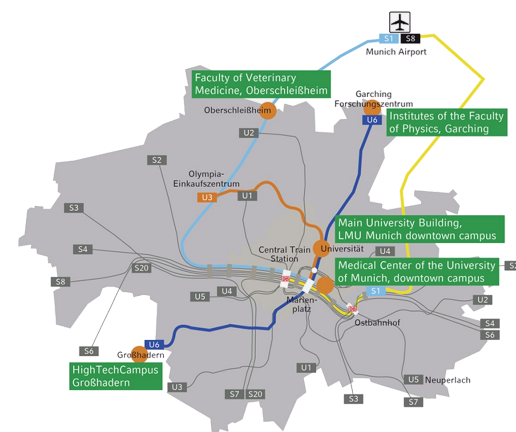 S1 S8
Munich Airport
Faculty of Veterinary
Medicine, Oberschleißheim
Garching
Forschungszentrum
Oberschleißheim
U6
Institutes of the Faculty
of Physics, Garching
U2
S2
Olympia-
Einkaufszentrum
U3
U1
S3
Main University Building,
LMU Munich downtown campus
S4
Central Train
Station
Universität
U4
S20
Medical Center of the University
of Munich, downtown campus
S8
U5
U4
S1
Marien-
platz
U2
Ostbahnhof
S4
S6
U6
S6
Großhadern
HighTechCampus
Großhadern
U1
U3
U5 Neuperlach
S7 S20
S3
S7